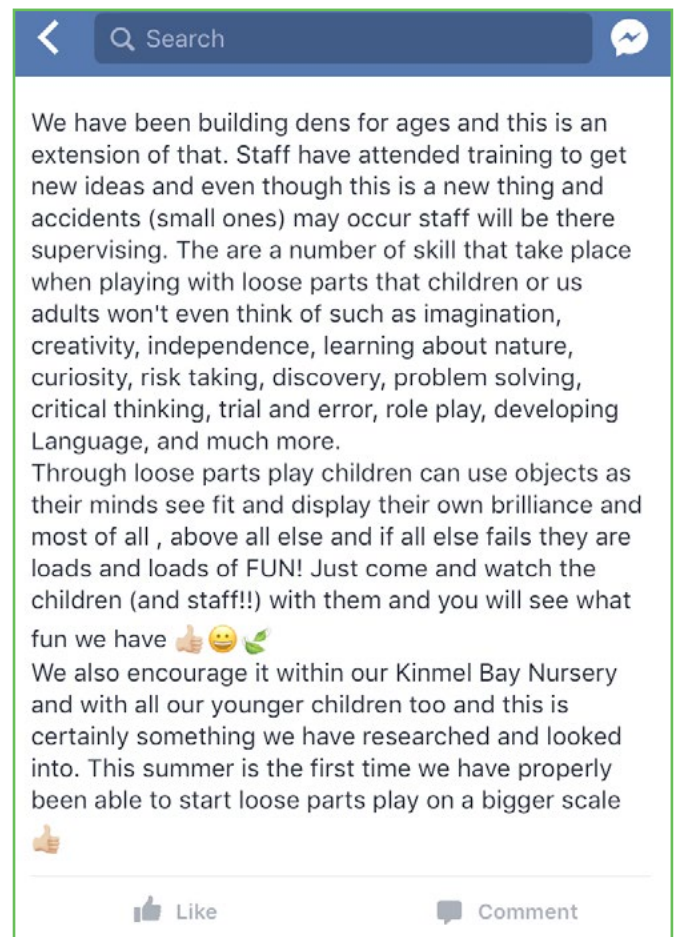 Search
We have been building dens for ages and this is an
extension of that. Staff have attended training to get
new ideas and even though this is a new thing and
accidents (small ones) may occur staff will be there
supervising. The are a number of skill that take place
when playing with loose parts that children or us
adults won't even think of such as imagination,
creativity, independence, learning about nature,
curiosity, risk taking, discovery, problem solving,
critical thinking, trial and error, role play, developing
Language, and much more.
Through loose parts play children can use objects as
their minds see fit and display their own brilliance and
most of all , above all else and if all else fails they are
loads and loads of FUN! Just come and watch the
children (and staff!!) with them and you will see what
fun we have 👍🏼😀🍃
We also encourage it within our Kinmel Bay Nursery
and with all our younger children too and this is
certainly something we have researched and looked
into. This summer is the first time we have properly
been able to start loose parts play on a bigger scale
👍🏼
Like Comment